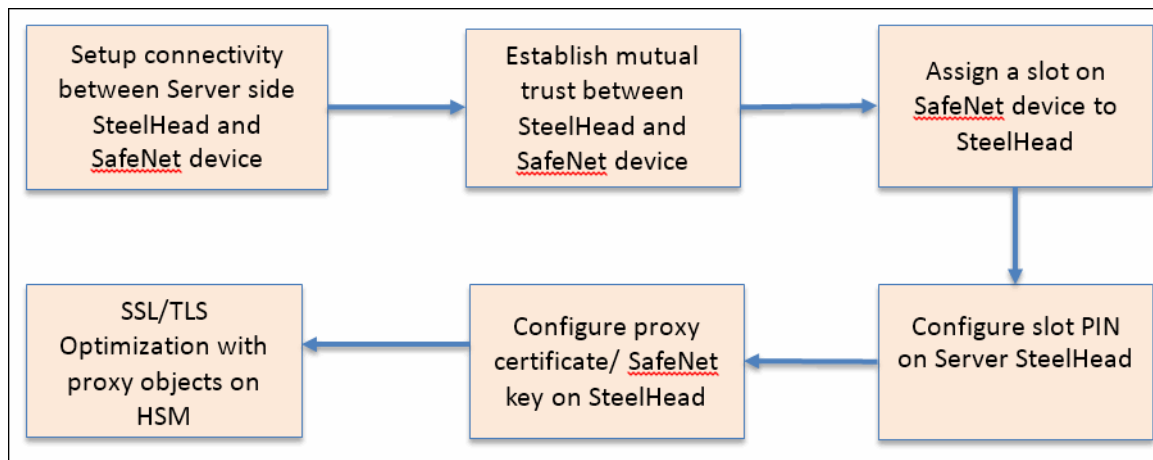 Setup connectivity
between Server side
SteelHead and
SafeNet device
Establish mutual
trust between
SteelHead and
SafeNet device
Assign a slot on
SafeNet device to
SteelHead
Configure slot PIN
on Server SteelHead
Configure proxy
certificate/ SafeNet
key on SteelHead
SSL/TLS
Optimization with
proxy objects on
HSM